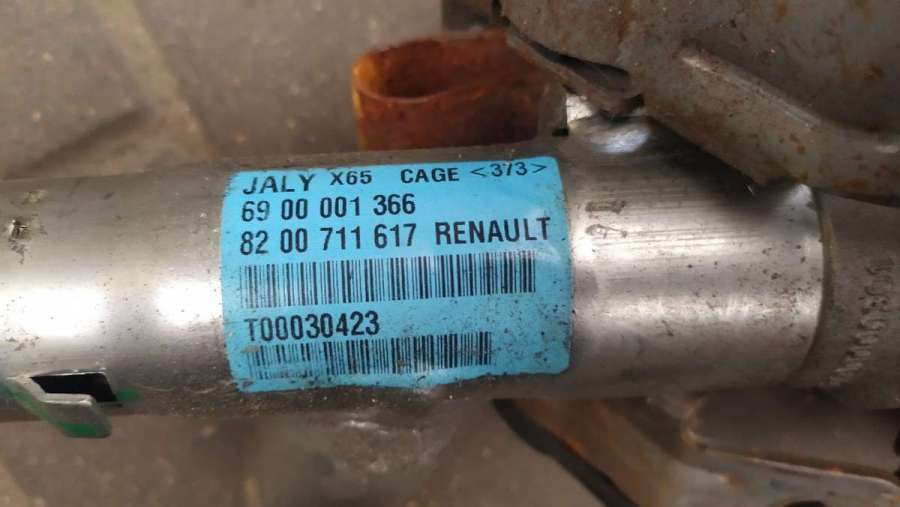 JALY X65 CAGE <373>
69 00 001 366
82 00 711 617 RENAULT
T00030423